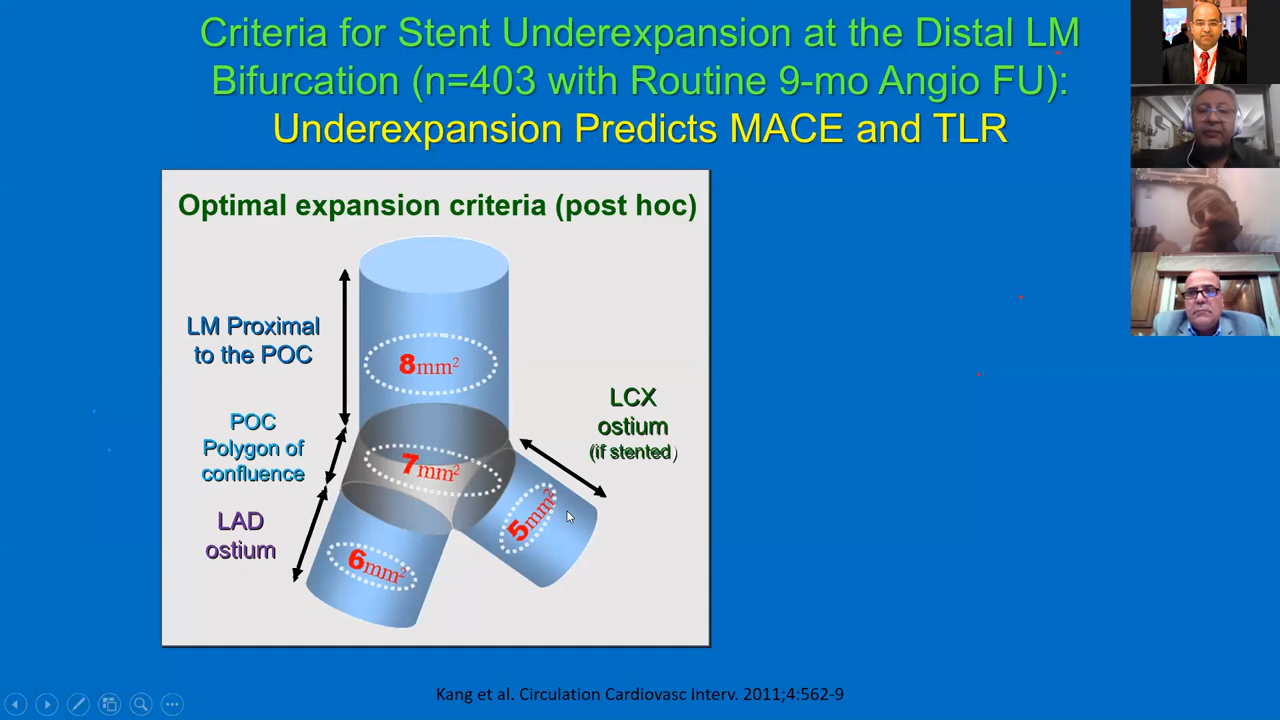 Criteria for Stent Underexpansion at the Distal LM
Bifurcation (n=403 with Routine 9-mo Angio FU):
Underexpansion Predicts MACE and TLR
Optimal expansion criteria (post hoc)
LM Proximal
to the POC
8mm²
POC
Polygon of
confluence
7mm²
LCX
ostium
(if stented)
5mm²
LAD
ostium
6mm²
Kang et al. Circulation Cardiovasc Interv. 2011;4:562-9